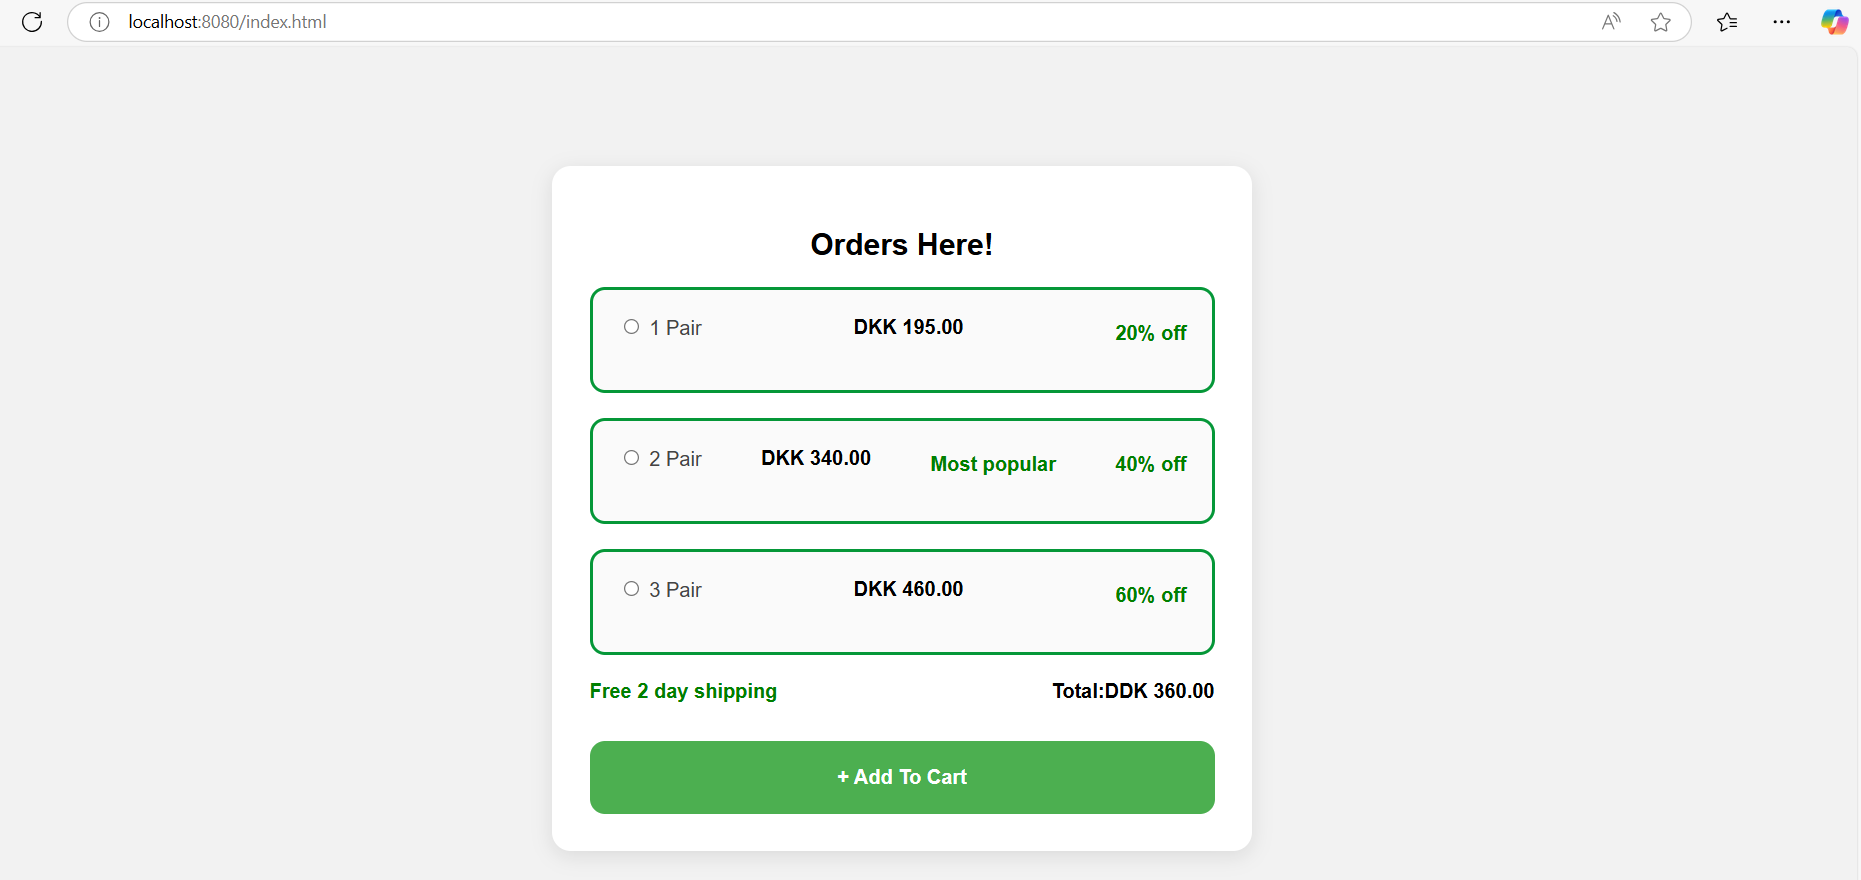 localhost:8080/index.html
Orders Here!
1 Pair DKK 195.00 20% off
2 Pair DKK 340.00 Most popular 40% off
3 Pair DKK 460.00 60% off
Free 2 day shipping Total:DDK 360.00
+ Add To Cart